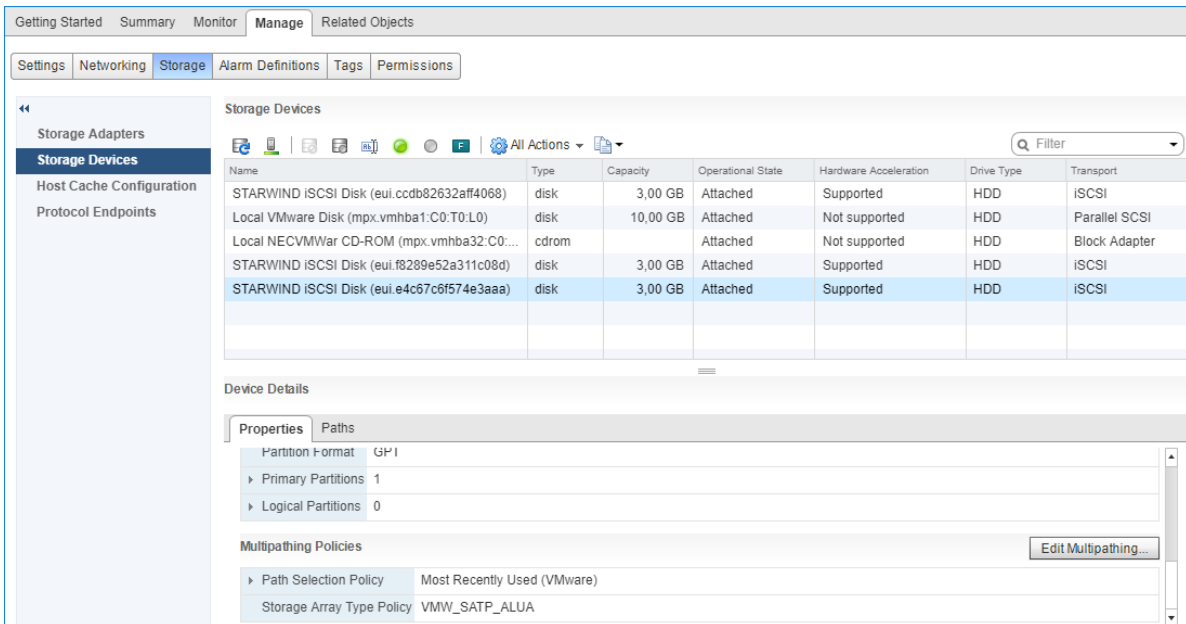 Getting Started Summary Monitor Manage Related Objects
Settings Networking Storage Alarm Definitions Tags Permissions
Storage Adapters
Storage Devices
Host Cache Configuration
Protocol Endpoints
Storage Devices
All Actions Filter
Name Type Capacity Operational State Hardware Acceleration Drive Type Transport
STARWIND iSCSI Disk (eui.ccdb82632aff4068) disk 3,00 GB Attached Supported HDD iSCSI
Local VMware Disk (mpx.vmhba1:C0:T0:L0) disk 10,00 GB Attached Not supported HDD Parallel SCSI
Local NECVMWar CD-ROM (mpx.vmhba32:C0:... cdrom Attached Not supported HDD Block Adapter
STARWIND iSCSI Disk (eui.f8289e52a311c08d) disk 3,00 GB Attached Supported HDD iSCSI
STARWIND iSCSI Disk (eui.e4c67c6f574e3aaa) disk 3,00 GB Attached Supported HDD iSCSI
Device Details
Properties Paths
Partition Format GPT
Primary Partitions 1
Logical Partitions 0
Multipathing Policies Edit Multipathing...
Path Selection Policy Most Recently Used (VMware)
Storage Array Type Policy VMW_SATP_ALUA